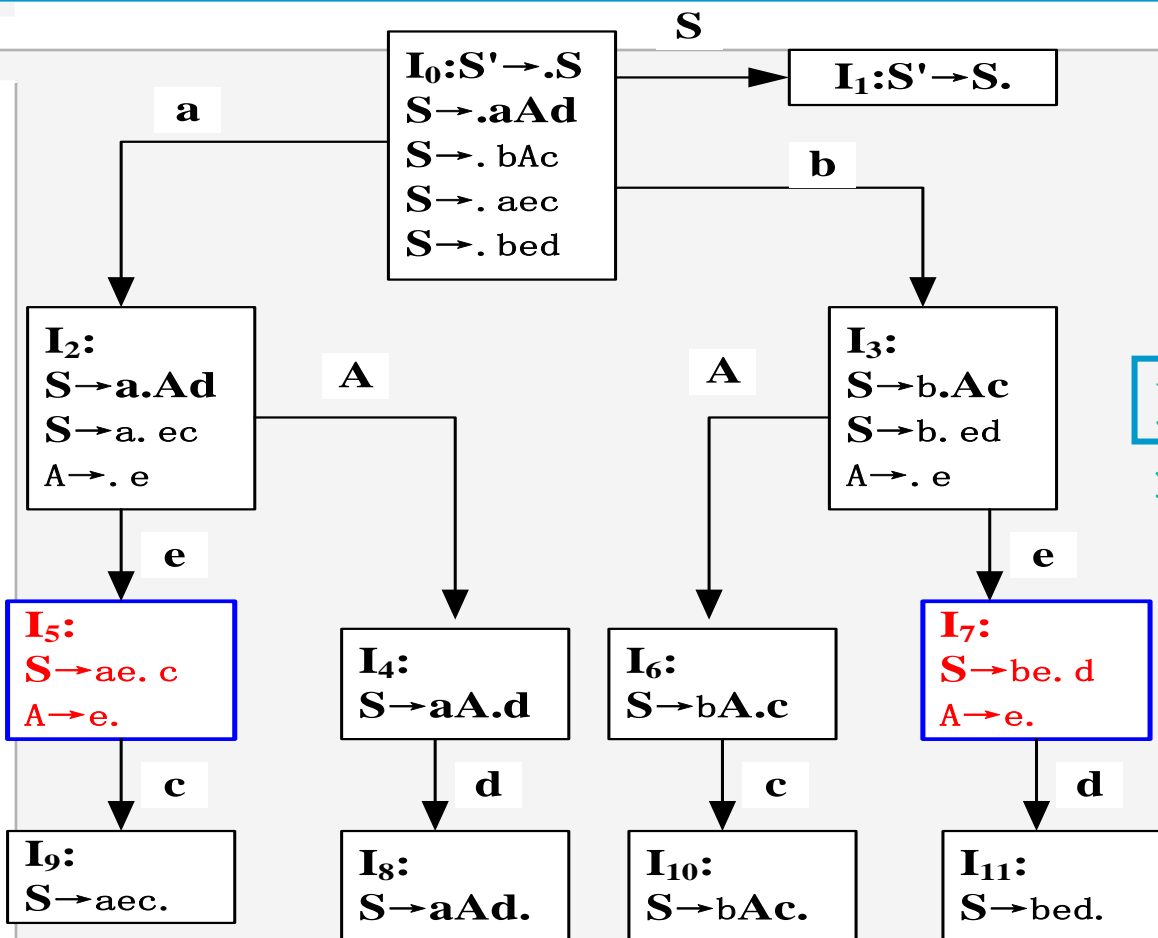 S
I₀:S'→.S
S→.aAd
S→. bAc
S→. aec
S→. bed
I₁:S'→S.
a
b
I₂:
S→a.Ad
S→a. ec
A→. e
A
A
I₃:
S→b.Ac
S→b. ed
A→. e
e
e
I₅:
S→ae. c
A→e.
I₄:
S→aA.d
I₆:
S→bA.c
I₇:
S→be. d
A→e.
c
d
c
d
I₉:
S→aec.
I₈:
S→aAd.
I₁₀:
S→bAc.
I₁₁:
S→bed.